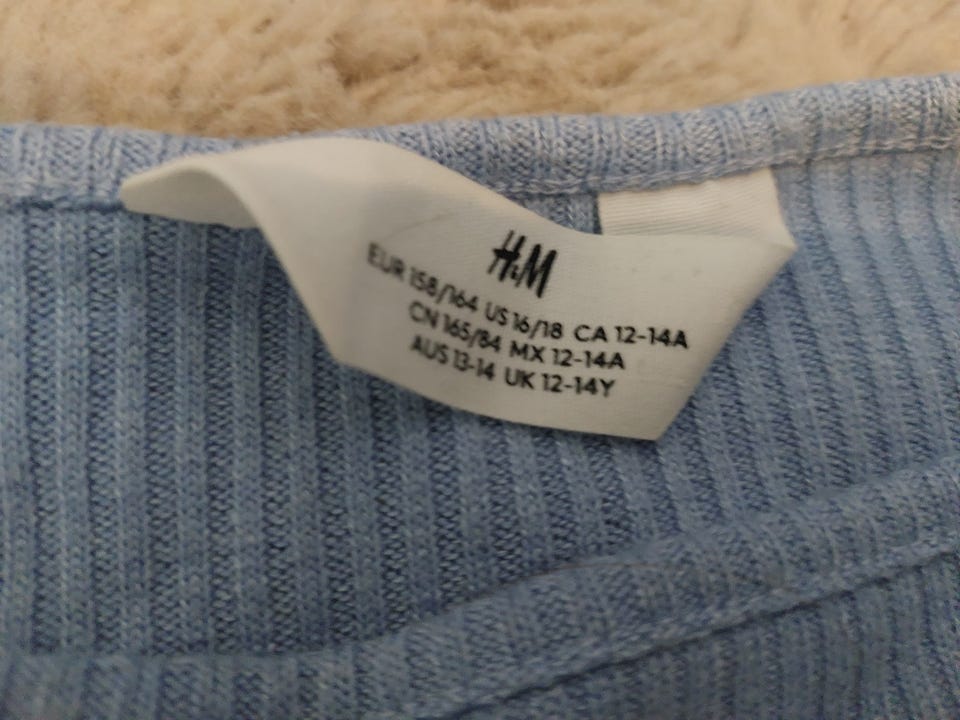 H&M
EUR 158/164 US 16/18 CA 12-14A
CN 165/84 MX 12-14A
AUS 13-14 UK 12-14Y